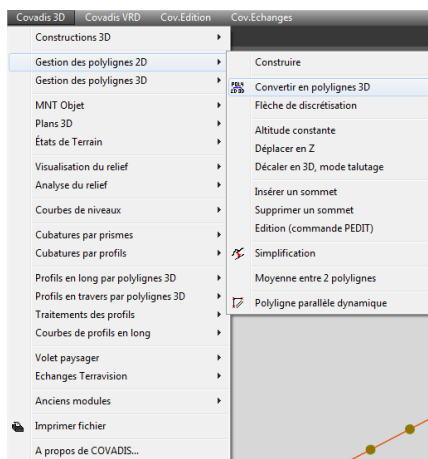 Covadis 3D Covadis VRD Cov.Edition Cov.Echanges
Constructions 3D
Gestion des polylignes 2D
Gestion des polylignes 3D
MNT Objet
Plans 3D
États de Terrain
Visualisation du relief
Analyse du relief
Courbes de niveaux
Cubatures par prismes
Cubatures par profils
Profils en long par polylignes 3D
Profils en travers par polylignes 3D
Traitements des profils
Courbes de profils en long
Volet paysager
Echanges Terravision
Anciens modules
Imprimer fichier
A propos de COVADIS...
Construire
POLY
2D 3D
Convertir en polylignes 3D
Flèche de discrétisation
Altitude constante
Déplacer en Z
Décaler en 3D, mode talutage
Insérer un sommet
Supprimer un sommet
Edition (commande PEDIT)
Simplification
Moyenne entre 2 polylignes
Polyligne parallèle dynamique